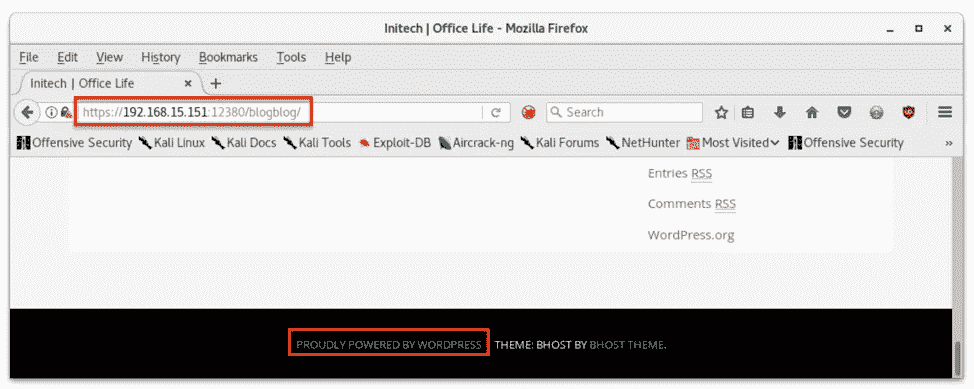 Initech | Office Life - Mozilla Firefox
File Edit View History Bookmarks Tools Help
Initech | Office Life
https://192.168.15.151:12380/blogblog/ Search
Offensive Security Kali Linux Kali Docs Kali Tools Exploit-DB Aircrack-ng Kali Forums NetHunter Most Visited Offensive Security »
Entries RSS
Comments RSS
WordPress.org
PROUDLY POWERED BY WORDPRESS THEME: BHOST BY BHOST THEME.